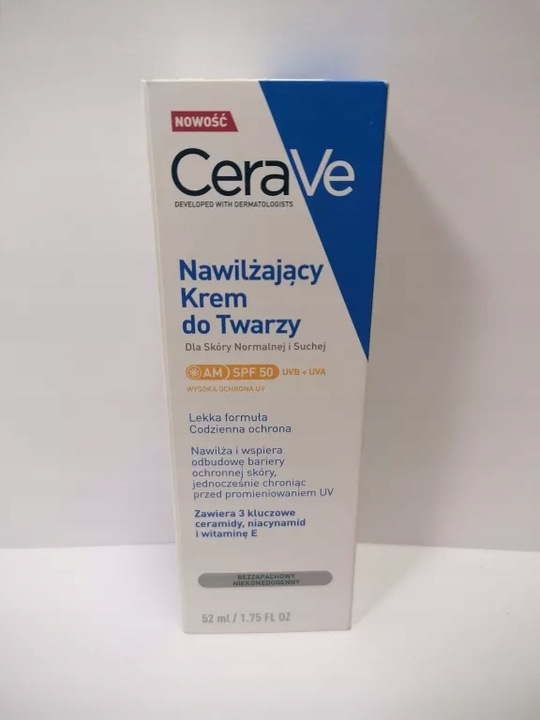 NOWOŚĆ
CeraVe
DEVELOPED WITH DERMATOLOGISTS
Nawilżający
Krem
do Twarzy
Dla Skóry Normalnej i Suchej
AM SPF 50 UVB + UVA
WYSOKA OCHRONA UV
Lekka formuła
Codzienna ochrona
Nawilża i wspiera
odbudowę bariery
ochronnej skóry,
jednocześnie chroniąc
przed promieniowaniem UV
Zawiera 3 kluczowe
ceramidy, niacynamid
i witaminę E
BEZZAPACHOWY
NIEKOMEDOGENNY
52 ml / 1.75 FL OZ